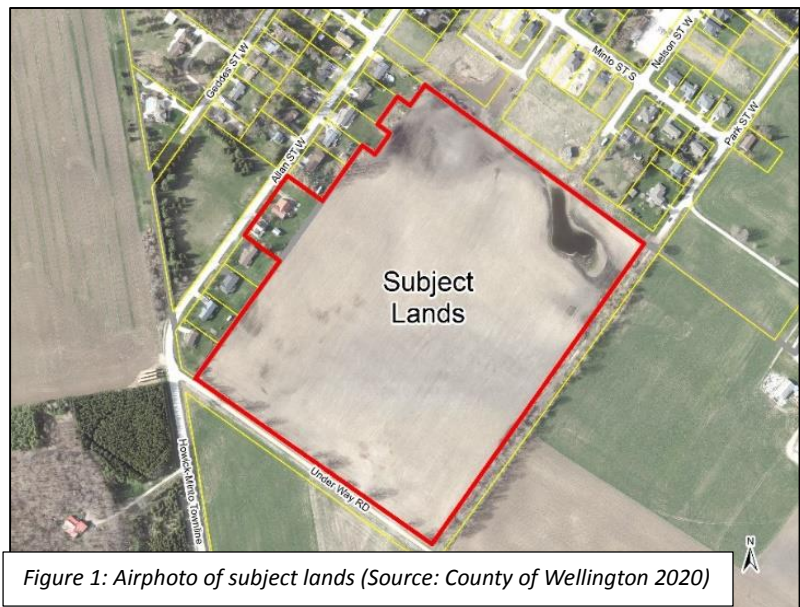 Geddes ST W
Minto ST S
Nelson ST W
Park ST W
Allan ST W
Subject
Lands
Howick-Minto Townline
Under Way RD
N
Figure 1: Airphoto of subject lands (Source: County of Wellington 2020)